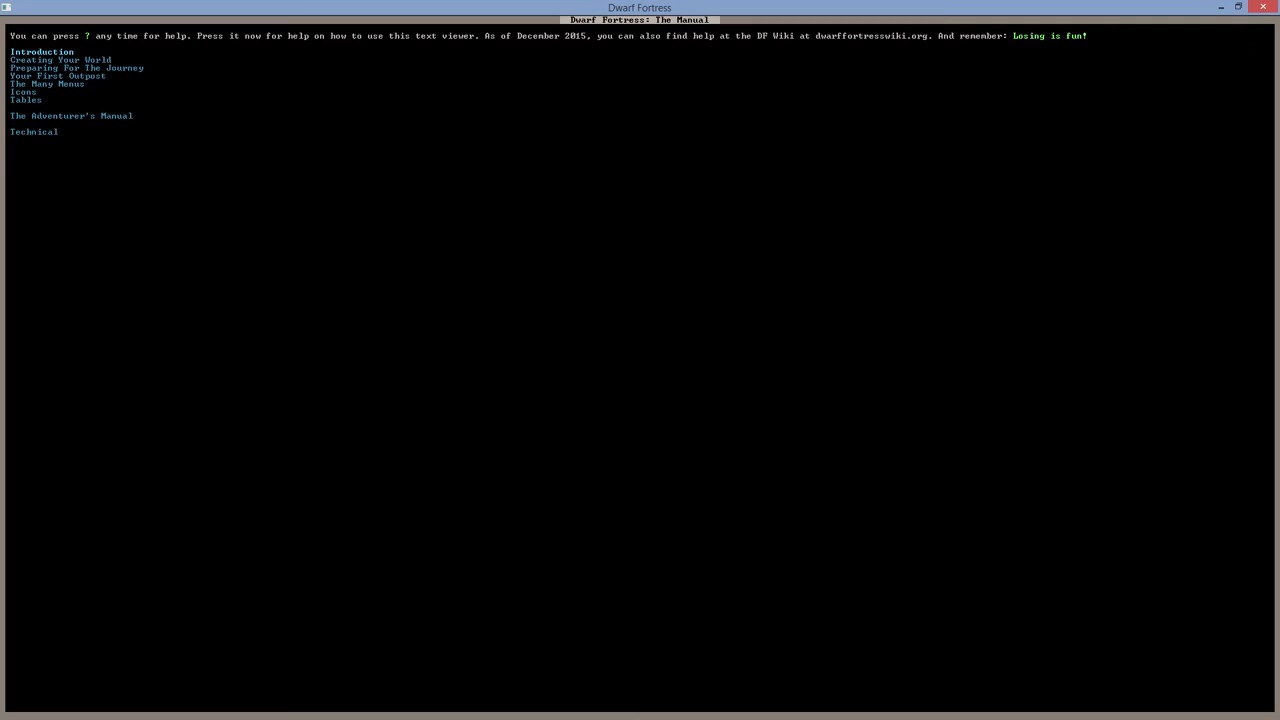 Dwarf Fortress
Dwarf Fortress: The Manual
You can press ? any time for help. Press it now for help on how to use this text viewer. As of December 2015, you can also find help at the DF Wiki at dwarffortresswiki.org. And remember: Losing is fun!
Introduction
Creating Your World
Preparing For The Journey
Your First Outpost
The Many Menus
Icons
Tables
The Adventurer's Manual
Technical